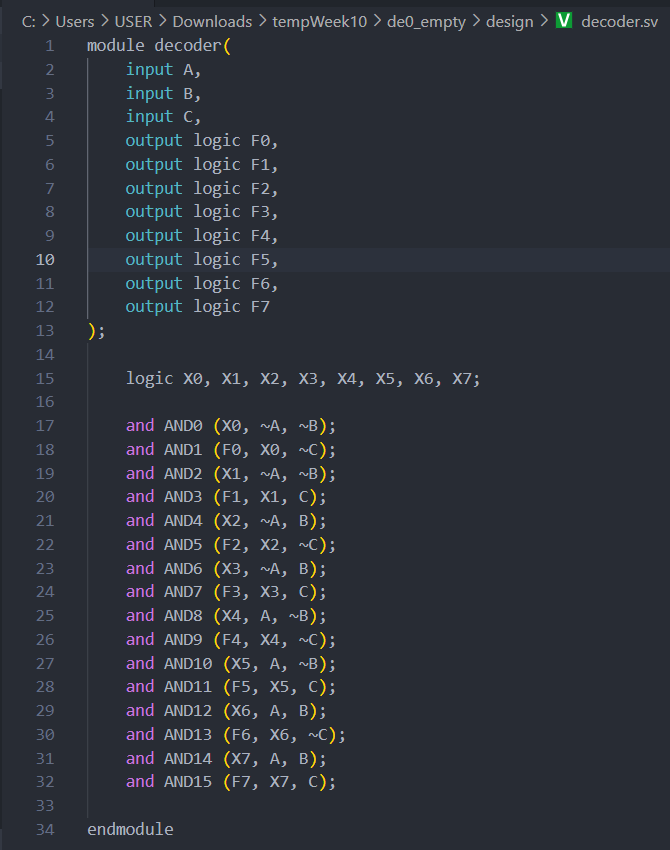 C: > Users > USER > Downloads > tempWeek10 > de0_empty > design > V decoder.sv
1 module decoder(
2     input A,
3     input B,
4     input C,
5     output logic F0,
6     output logic F1,
7     output logic F2,
8     output logic F3,
9     output logic F4,
10     output logic F5,
11     output logic F6,
12     output logic F7
13 );
14
15     logic X0, X1, X2, X3, X4, X5, X6, X7;
16
17     and AND0 (X0, ~A, ~B);
18     and AND1 (F0, X0, ~C);
19     and AND2 (X1, ~A, ~B);
20     and AND3 (F1, X1, C);
21     and AND4 (X2, ~A, B);
22     and AND5 (F2, X2, ~C);
23     and AND6 (X3, ~A, B);
24     and AND7 (F3, X3, C);
25     and AND8 (X4, A, ~B);
26     and AND9 (F4, X4, ~C);
27     and AND10 (X5, A, ~B);
28     and AND11 (F5, X5, C);
29     and AND12 (X6, A, B);
30     and AND13 (F6, X6, ~C);
31     and AND14 (X7, A, B);
32     and AND15 (F7, X7, C);
33
34 endmodule